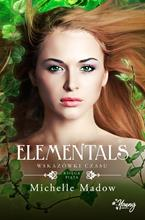 ELEMENTALS
WSKAZÓWKI CZASU
KSIĘGA
PIĄTA
Michelle Madow
Young